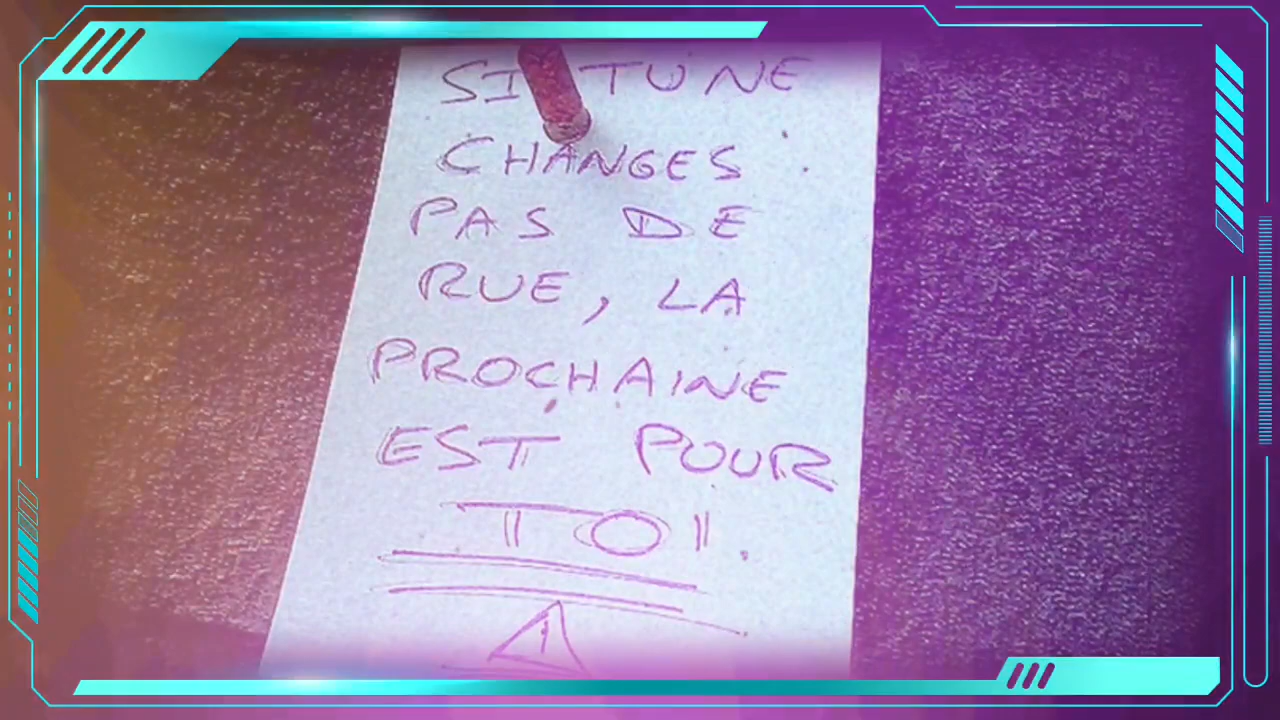 SI TU NE
CHANGES
PAS DE
RUE, LA
PROCHAINE
EST POUR
TOI.
!